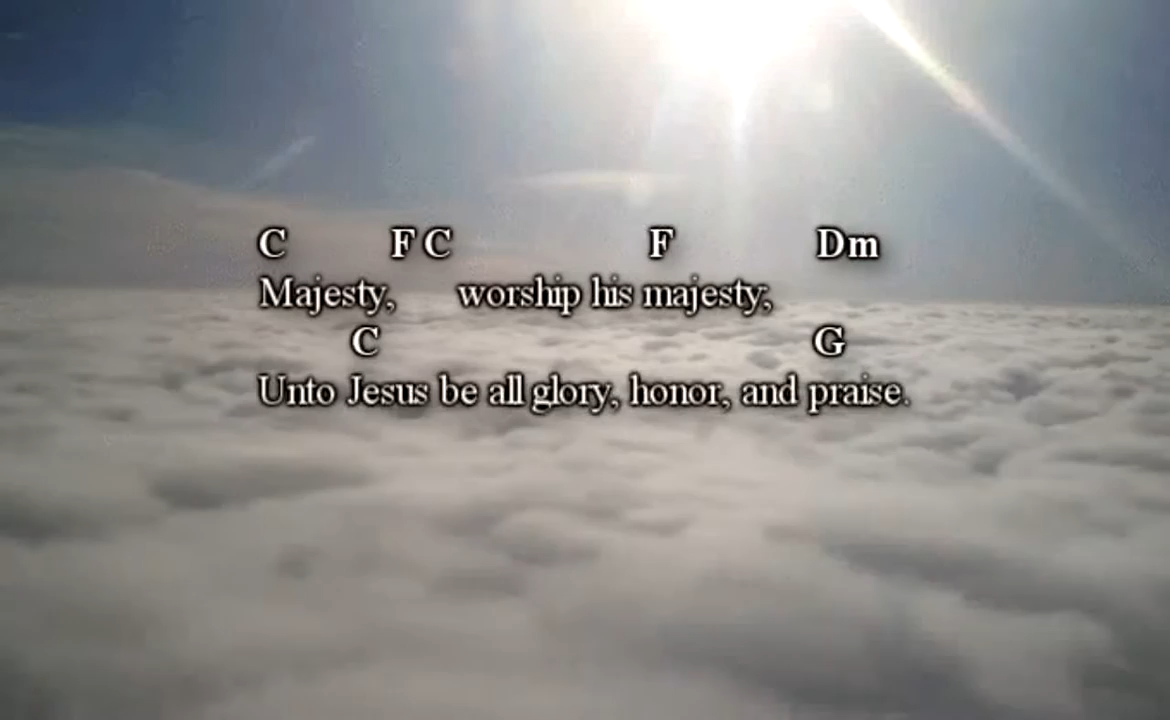 C F C F Dm
Majesty, worship his majesty;
C G
Unto Jesus be all glory, honor, and praise.